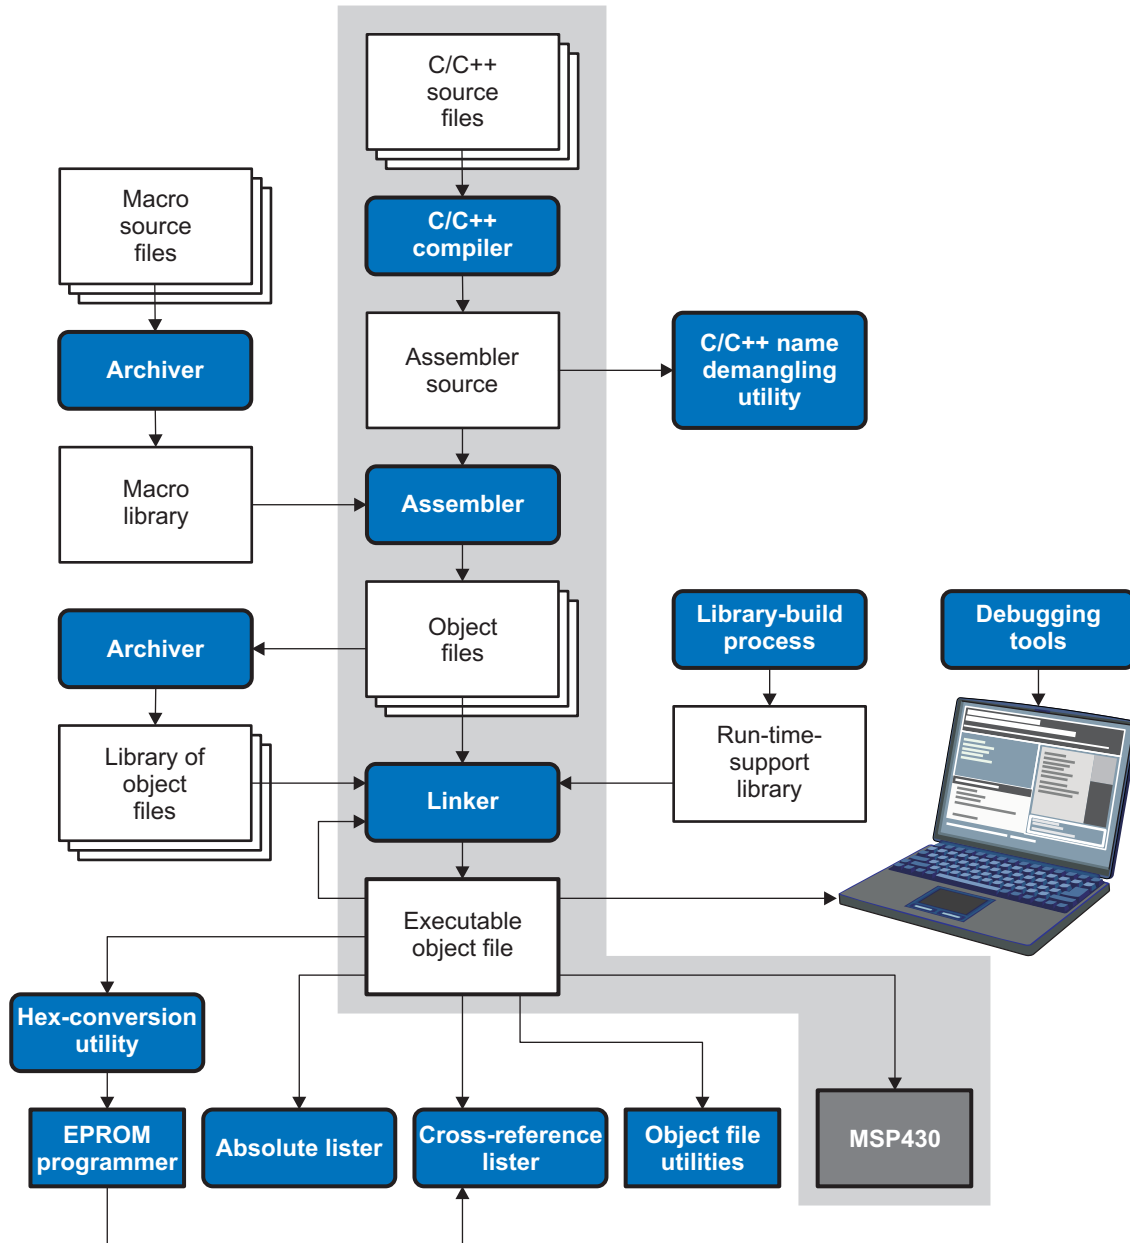 C/C++
source
files
Macro
source
files
C/C++
compiler
Archiver
Assembler
source
C/C++ name
demangling
utility
Macro
library
Assembler
Archiver
Object
files
Library-build
process
Debugging
tools
Library of
object
files
Linker
Run-time-
support
library
Executable
object file
Hex-conversion
utility
EPROM
programmer
Absolute lister
Cross-reference
lister
Object file
utilities
MSP430